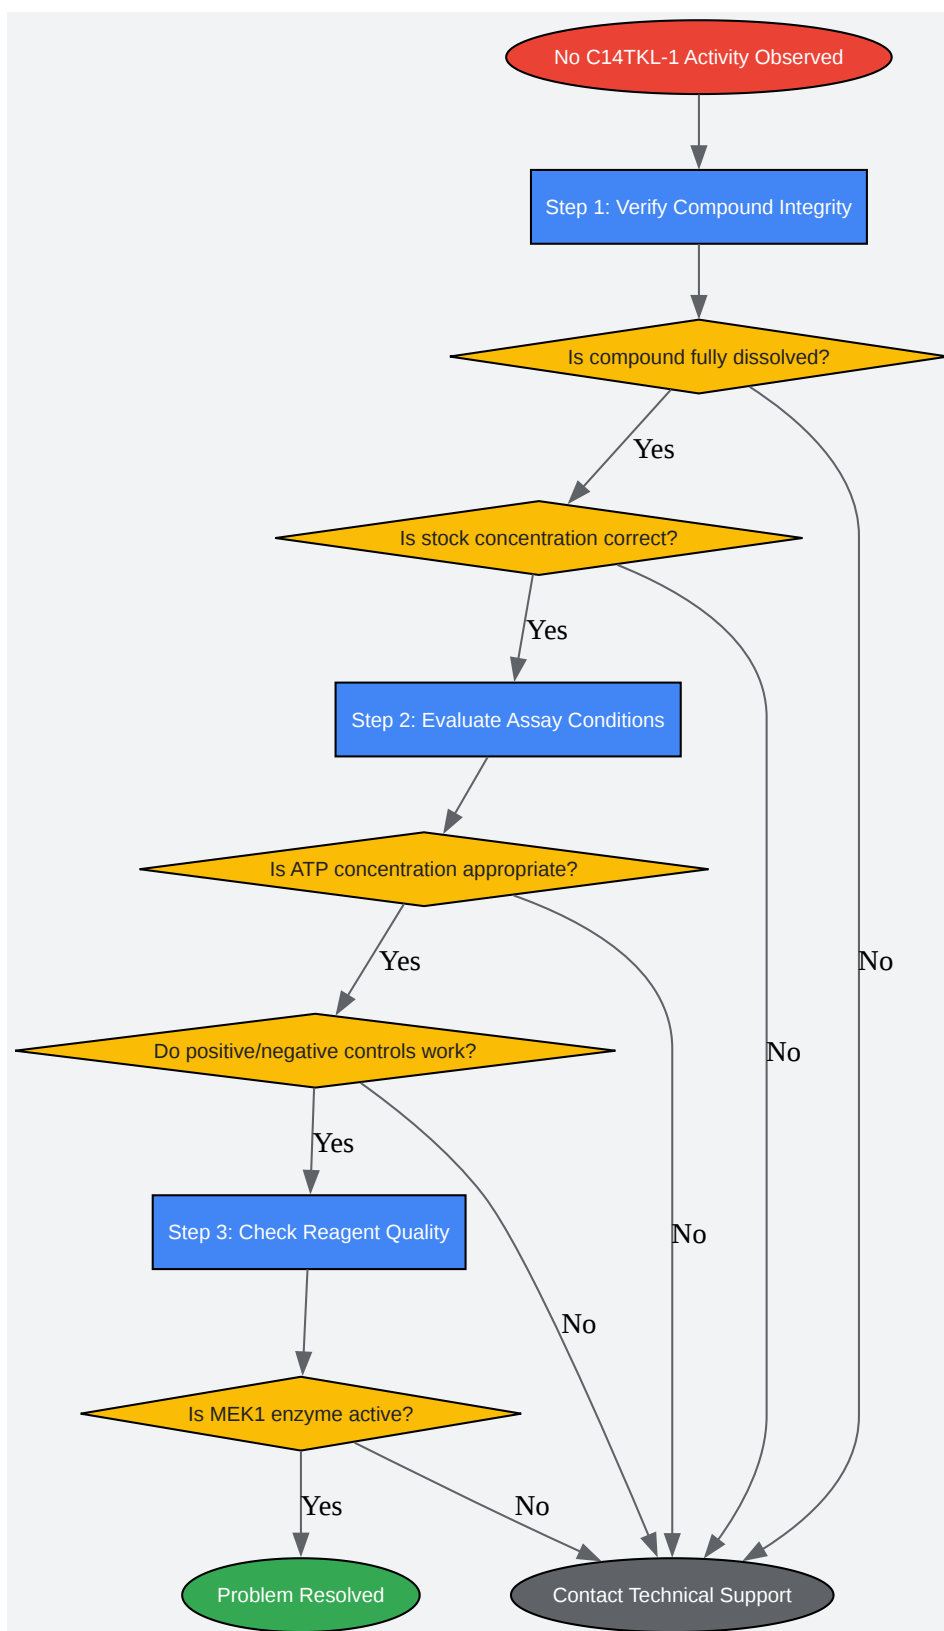 No C14TKL-1 Activity Observed
Step 1: Verify Compound Integrity
Is compound fully dissolved?
Yes
Is stock concentration correct?
Yes
Step 2: Evaluate Assay Conditions
Is ATP concentration appropriate?
Yes
No
Do positive/negative controls work?
No
Yes
Step 3: Check Reagent Quality
No
No
Is MEK1 enzyme active?
Yes
No
Problem Resolved
Contact Technical Support